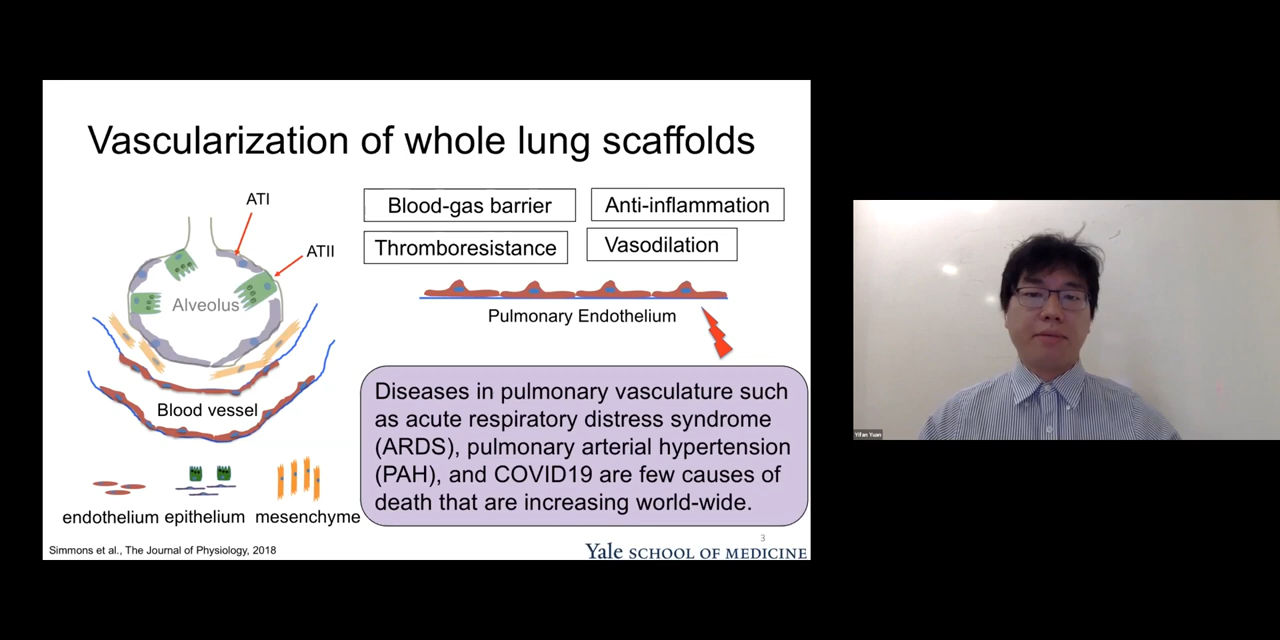 Vascularization of whole lung scaffolds
ATI
ATII
Alveolus
Blood vessel
endothelium epithelium mesenchyme
Simmons et al., The Journal of Physiology, 2018
Blood-gas barrier
Anti-inflammation
Thromboresistance
Vasodilation
Pulmonary Endothelium
Diseases in pulmonary vasculature such
as acute respiratory distress syndrome
(ARDS), pulmonary arterial hypertension
(PAH), and COVID19 are few causes of
death that are increasing world-wide.
3
Yale SCHOOL OF MEDICINE
Yifan Yuan